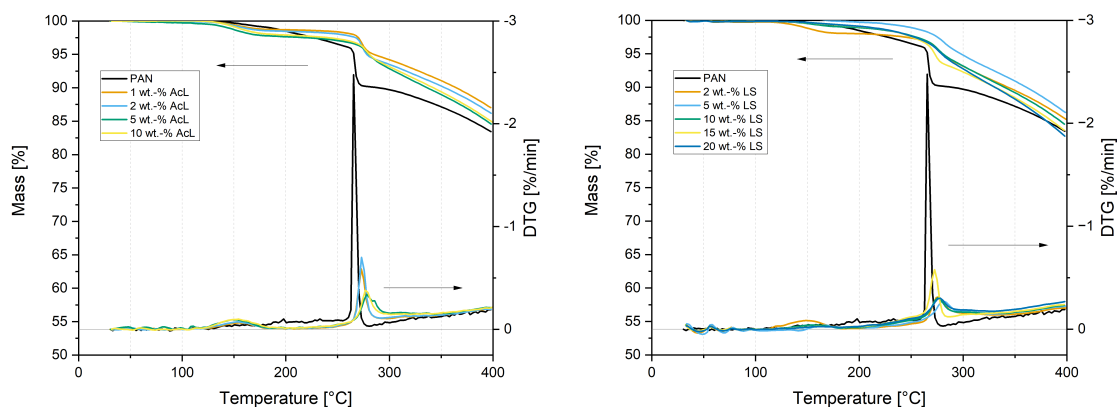 100
95
90
85
80
75
70
65
60
55
50
Mass [%]
PAN
1 wt.-% AcL
2 wt.-% AcL
5 wt.-% AcL
10 wt.-% AcL
-3
-2
-1
0
DTG [%/min]
0
100
200
300
400
Temperature [°C]
100
95
90
85
80
75
70
65
60
55
50
Mass [%]
PAN
2 wt.-% LS
5 wt.-% LS
10 wt.-% LS
15 wt.-% LS
20 wt.-% LS
-3
-2
-1
0
DTG [%/min]
0
100
200
300
400
Temperature [°C]